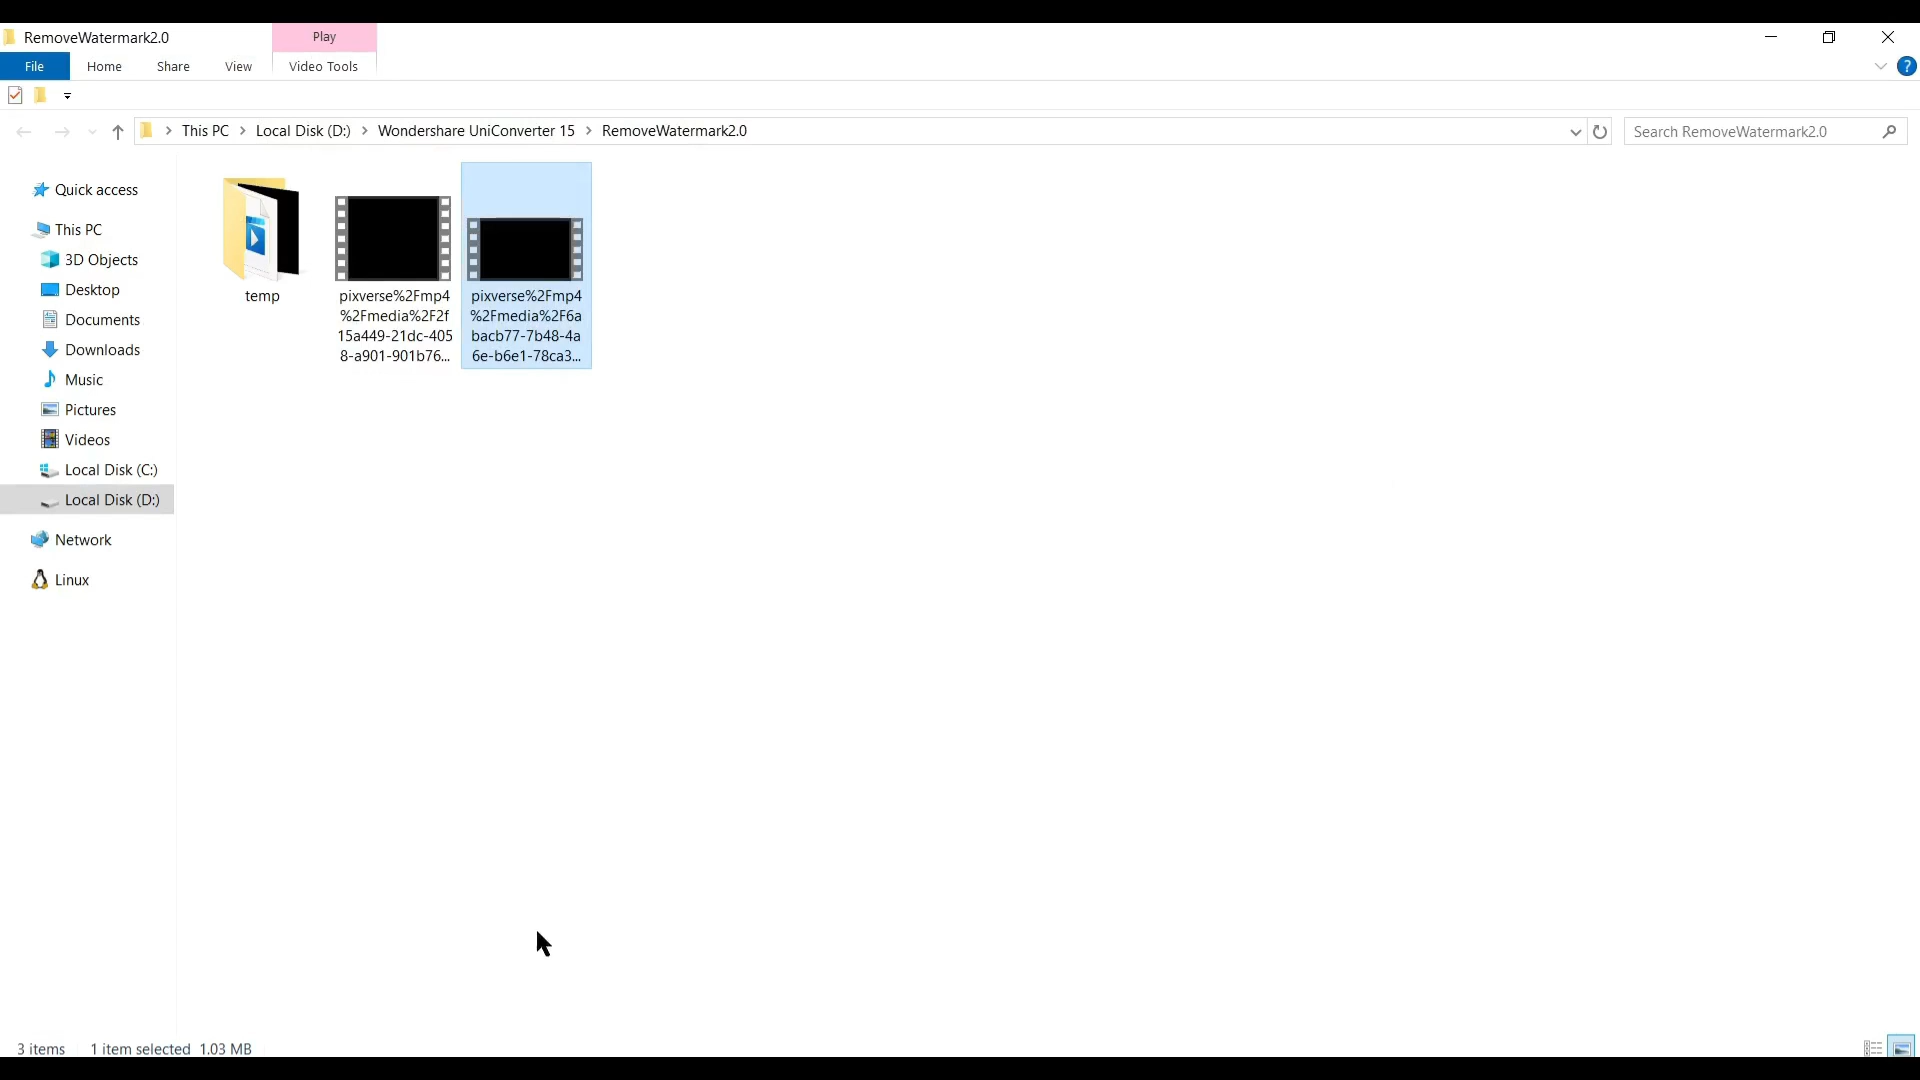 RemoveWatermark2.0
Play
File
Home
Share
View
Video Tools
?
This PC > Local Disk (D:) > Wondershare UniConverter 15 > RemoveWatermark2.0
Search RemoveWatermark2.0
Quick access
This PC
3D Objects
Desktop
Documents
Downloads
Music
Pictures
Videos
Local Disk (C:)
Local Disk (D:)
Network
Linux
temp
pixverse%2Fmp4
%2Fmedia%2F2f
15a449-21dc-405
8-a901-901b76...
pixverse%2Fmp4
%2Fmedia%2F6a
bacb77-7b48-4a
6e-b6e1-78ca3...
3 items
1 item selected 1.03 MB